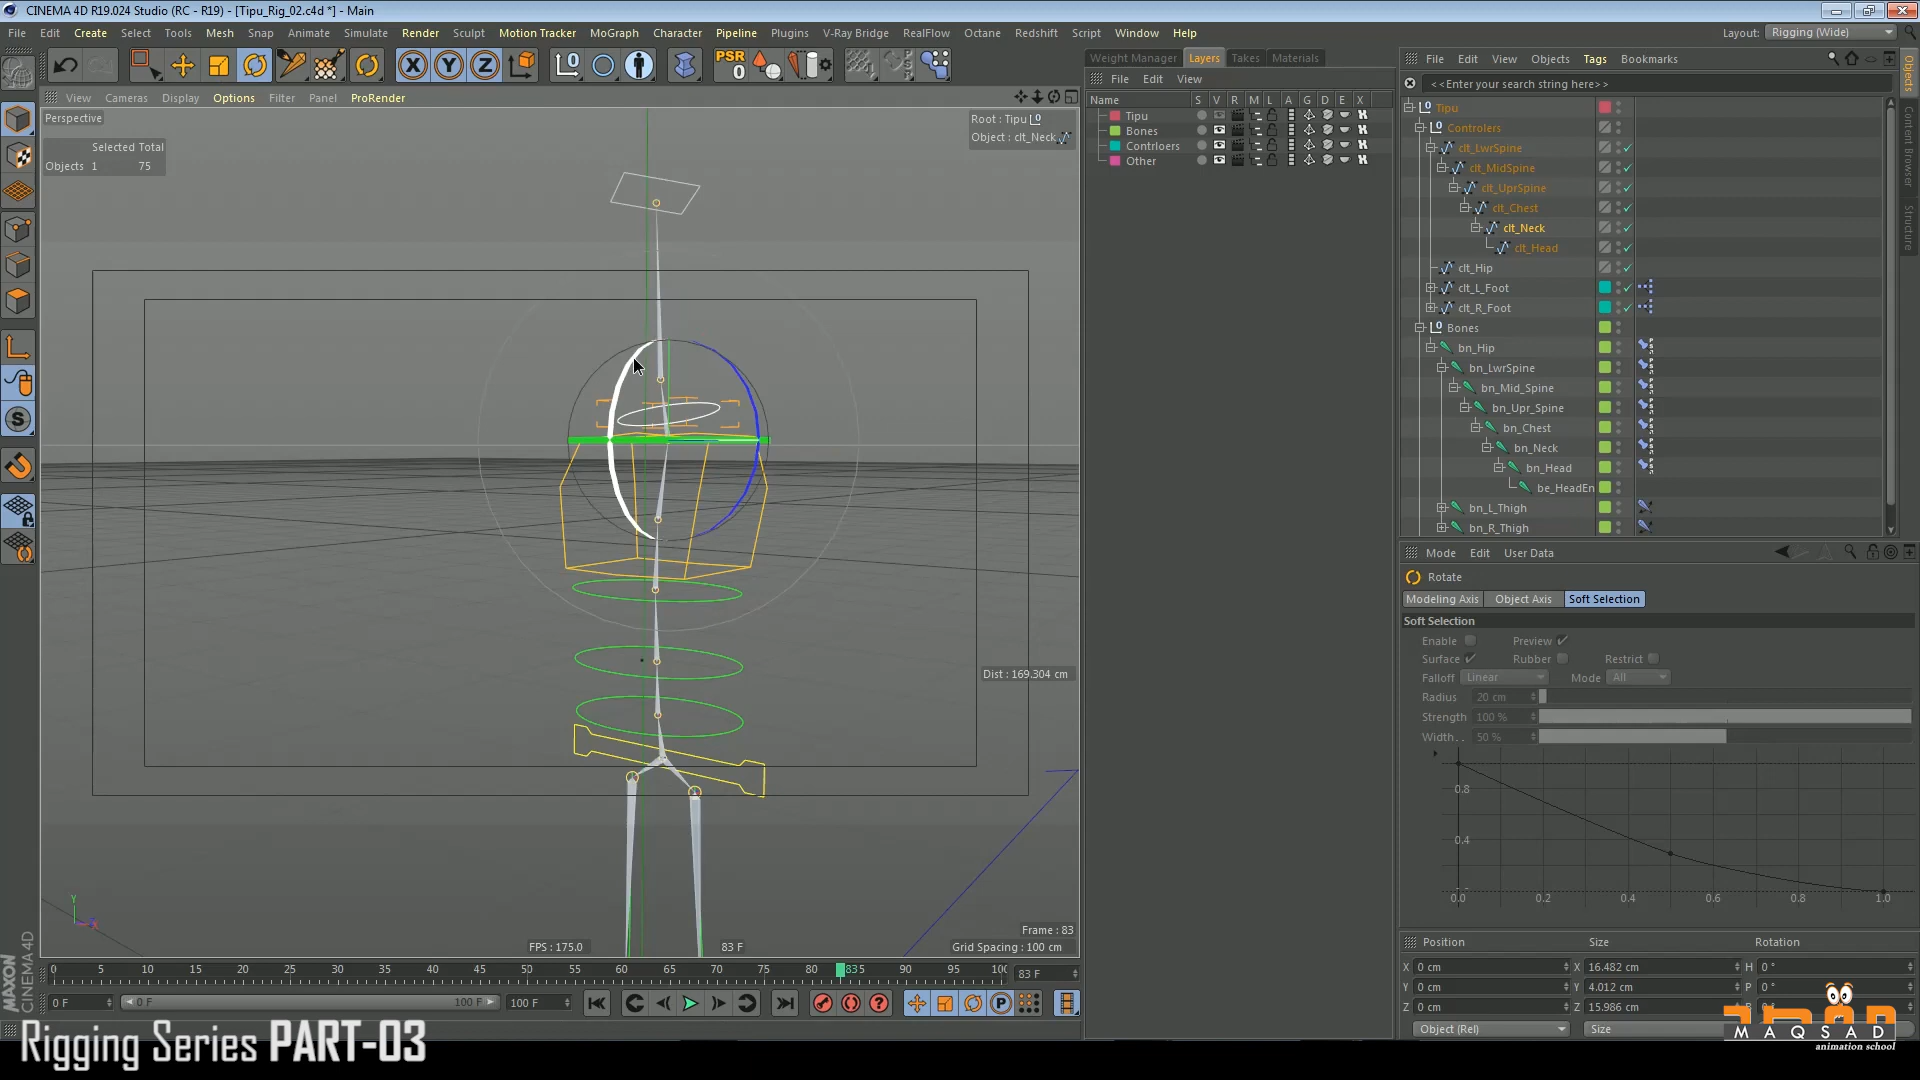 CINEMA 4D R19.024 Studio (RC - R19) - [Tipu_Rig_02.c4d *] - Main
File Edit Create Select Tools Mesh Snap Animate Simulate Render Sculpt Motion Tracker MoGraph Character Pipeline Plugins V-Ray Bridge RealFlow Octane Redshift Script Window Help
Layout: Rigging (Wide)
X Y Z PSR 0
View Cameras Display Options Filter Panel ProRender
Perspective
Selected Total
Objects 1 75
Root : Tipu
Object : clt_Neck
Dist : 169.304 cm
FPS : 175.0
83 F
Frame : 83
Grid Spacing : 100 cm
Weight Manager Layers Takes Materials
File Edit View
Name S V R M L A G D E X
Tipu
Bones
Contrloers
Other
File Edit View Objects Tags Bookmarks
<<Enter your search string here>>
Tipu
Controlers
clt_LwrSpine
clt_MidSpine
clt_UprSpine
clt_Chest
clt_Neck
clt_Head
clt_Hip
clt_L_Foot
clt_R_Foot
Bones
bn_Hip
bn_LwrSpine
bn_Mid_Spine
bn_Upr_Spine
bn_Chest
bn_Neck
bn_Head
be_HeadEn
bn_L_Thigh
bn_R_Thigh
Objects
Content Browser
Structure
Mode Edit User Data
Rotate
Modeling Axis Object Axis Soft Selection
Soft Selection
Enable Preview
Surface Rubber Restrict
Falloff Linear Mode All
Radius 20 cm
Strength 100 %
Width . . 50 %
0.8
0.4
0.0 0.2 0.4 0.6 0.8 1.0
Position Size Rotation
X 0 cm X 16.482 cm H 0 °
Y 0 cm Y 4.012 cm P 0 °
Z 0 cm Z 15.986 cm
Object (Rel) Size
0 5 10 15 20 25 30 35 40 45 50 55 60 65 70 75 80 835 90 95 100
83 F
0 F 0 F 100 F 100 F
MAXON
CINEMA 4D
Rigging Series PART-03
MAQSAD
animation school